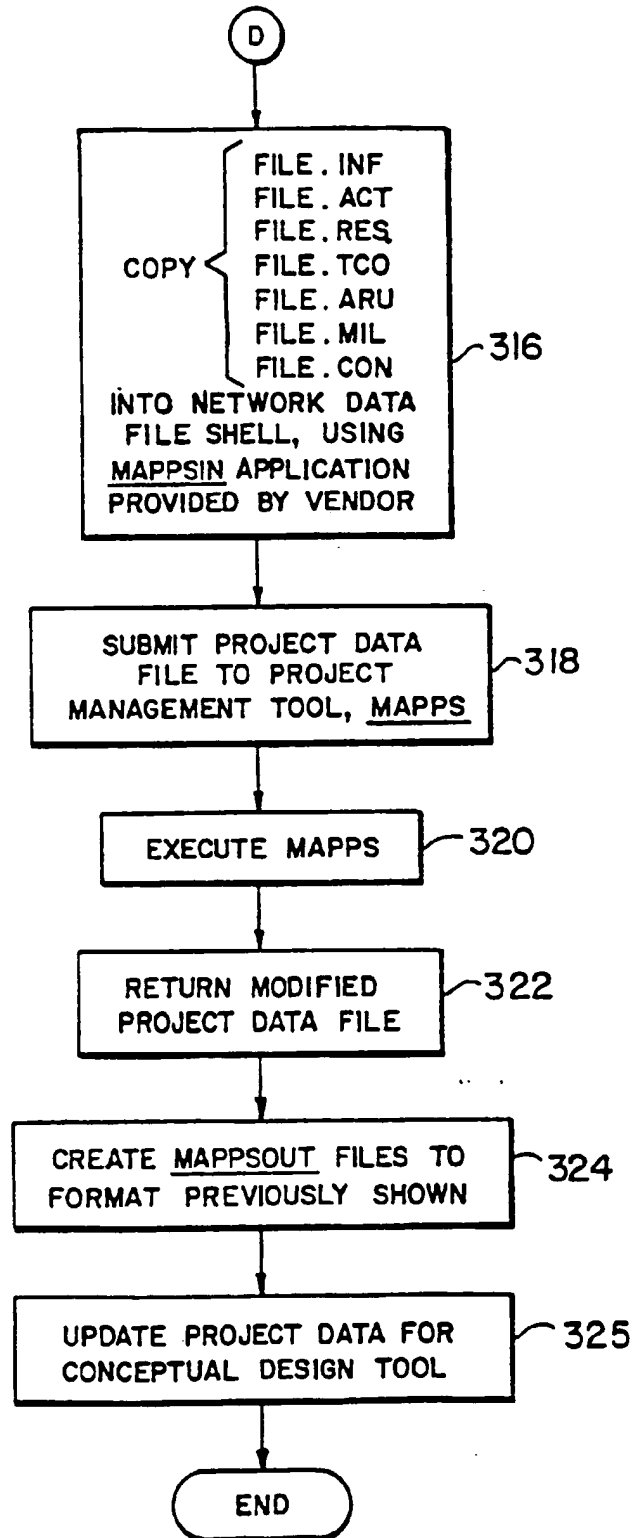 D
FILE.INF
FILE.ACT
FILE.RES
COPY FILE.TCO
FILE.ARU
FILE.MIL
FILE.CON
INTO NETWORK DATA
FILE SHELL, USING
MAPPSIN APPLICATION
PROVIDED BY VENDOR
316
SUBMIT PROJECT DATA
FILE TO PROJECT
MANAGEMENT TOOL, MAPPS
318
EXECUTE MAPPS
320
RETURN MODIFIED
PROJECT DATA FILE
322
CREATE MAPPSOUT FILES TO
FORMAT PREVIOUSLY SHOWN
324
UPDATE PROJECT DATA FOR
CONCEPTUAL DESIGN TOOL
325
END